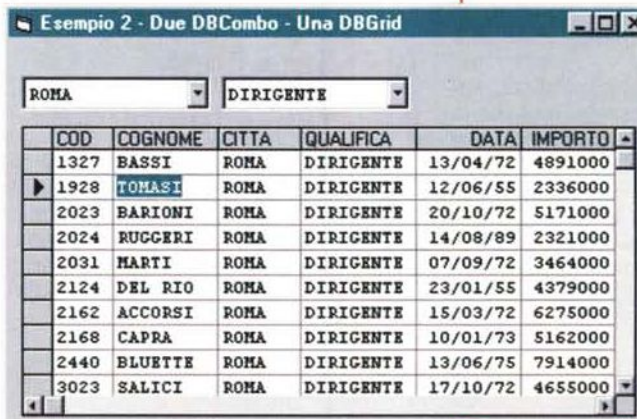 Esempio 2 - Due DBCombo - Una DBGrid
ROMA DIRIGENTE
COD COGNOME CITTA QUALIFICA DATA IMPORTO
1327 BASSI ROMA DIRIGENTE 13/04/72 4891000
1928 TOMASI ROMA DIRIGENTE 12/06/55 2336000
2023 BARIONI ROMA DIRIGENTE 20/10/72 5171000
2024 RUGGERI ROMA DIRIGENTE 14/08/89 2321000
2031 MARTI ROMA DIRIGENTE 07/09/72 3464000
2124 DEL RIO ROMA DIRIGENTE 23/01/55 4379000
2162 ACCORSI ROMA DIRIGENTE 15/03/72 6275000
2168 CAPRA ROMA DIRIGENTE 10/01/73 5162000
2440 BLUETTE ROMA DIRIGENTE 13/06/75 7914000
3023 SALICI ROMA DIRIGENTE 17/10/72 4655000